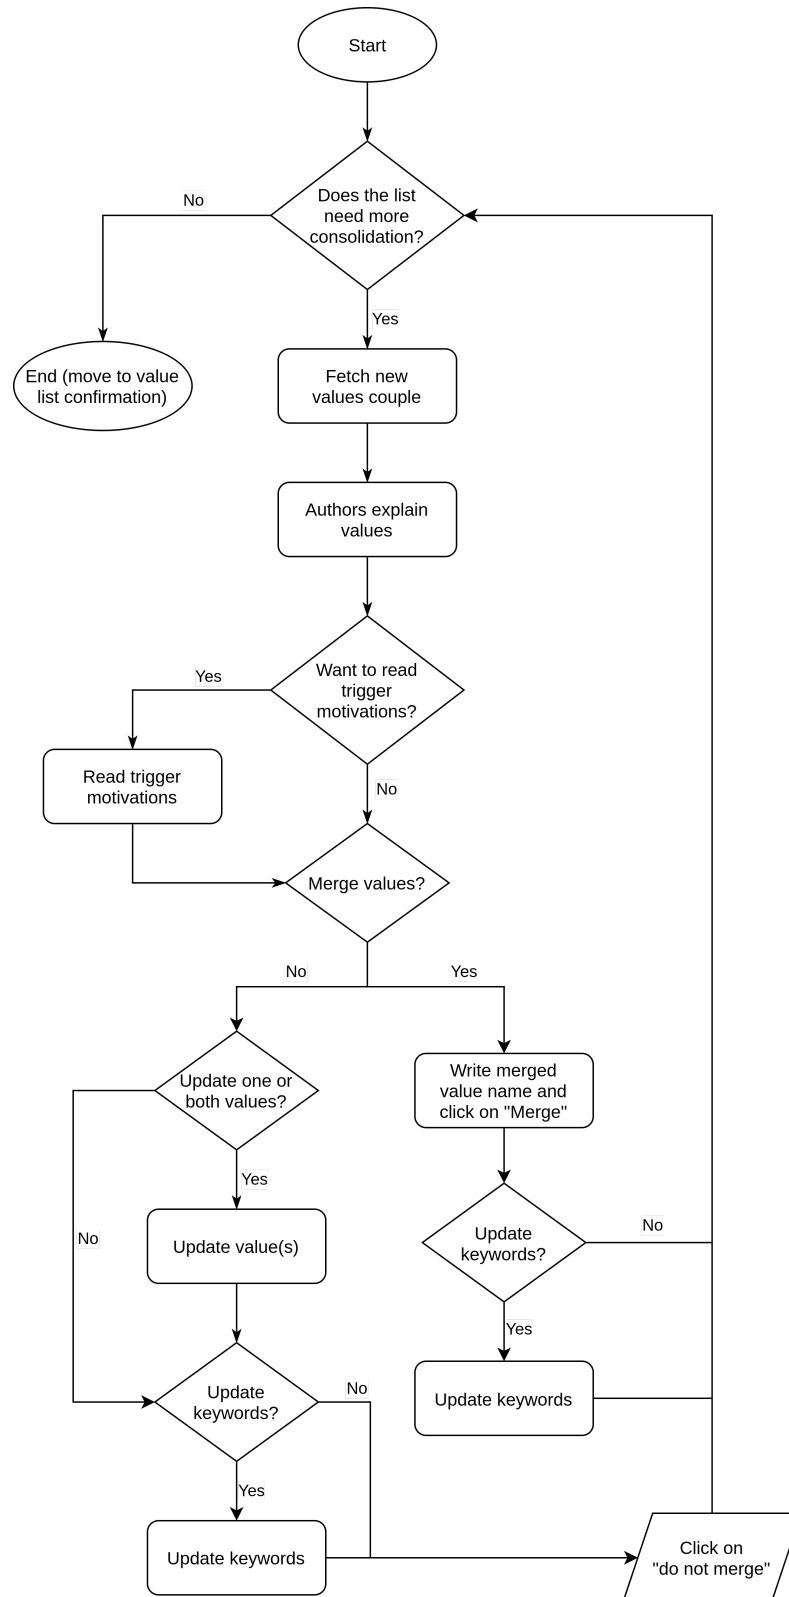 Start
Does the list
need more
consolidation?
No
Yes
End (move to value
list confirmation)
Fetch new
values couple
Authors explain
values
Want to read
trigger
motivations?
Yes
No
Read trigger
motivations
Merge values?
No
Yes
Update one or
both values?
Write merged
value name and
click on "Merge"
Yes
No
Update value(s)
Update
keywords?
No
Yes
Update keywords
Update
keywords?
No
Yes
Update keywords
Click on
"do not merge"